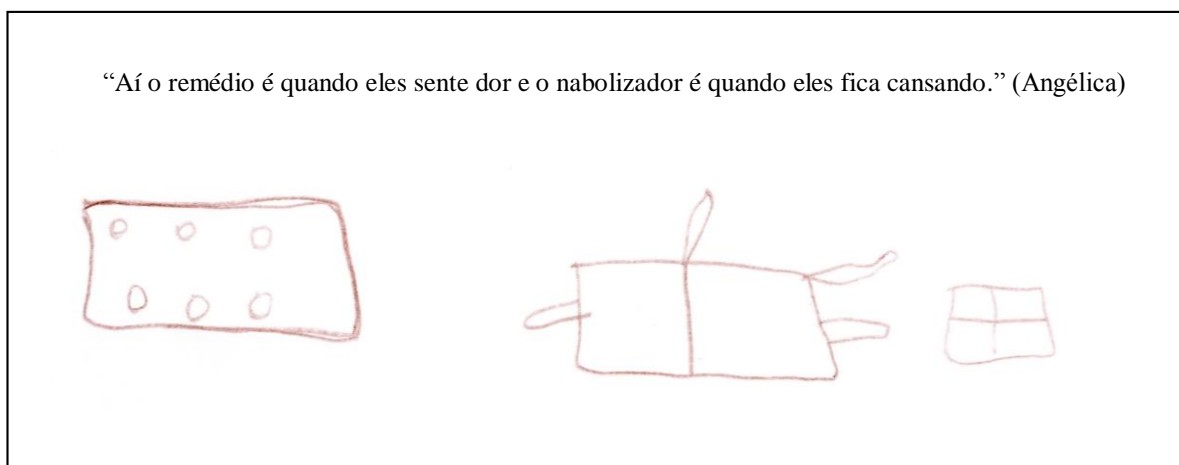 “Aí o remédio é quando eles sente dor e o nabolizador é quando eles fica cansando.” (Angélica)